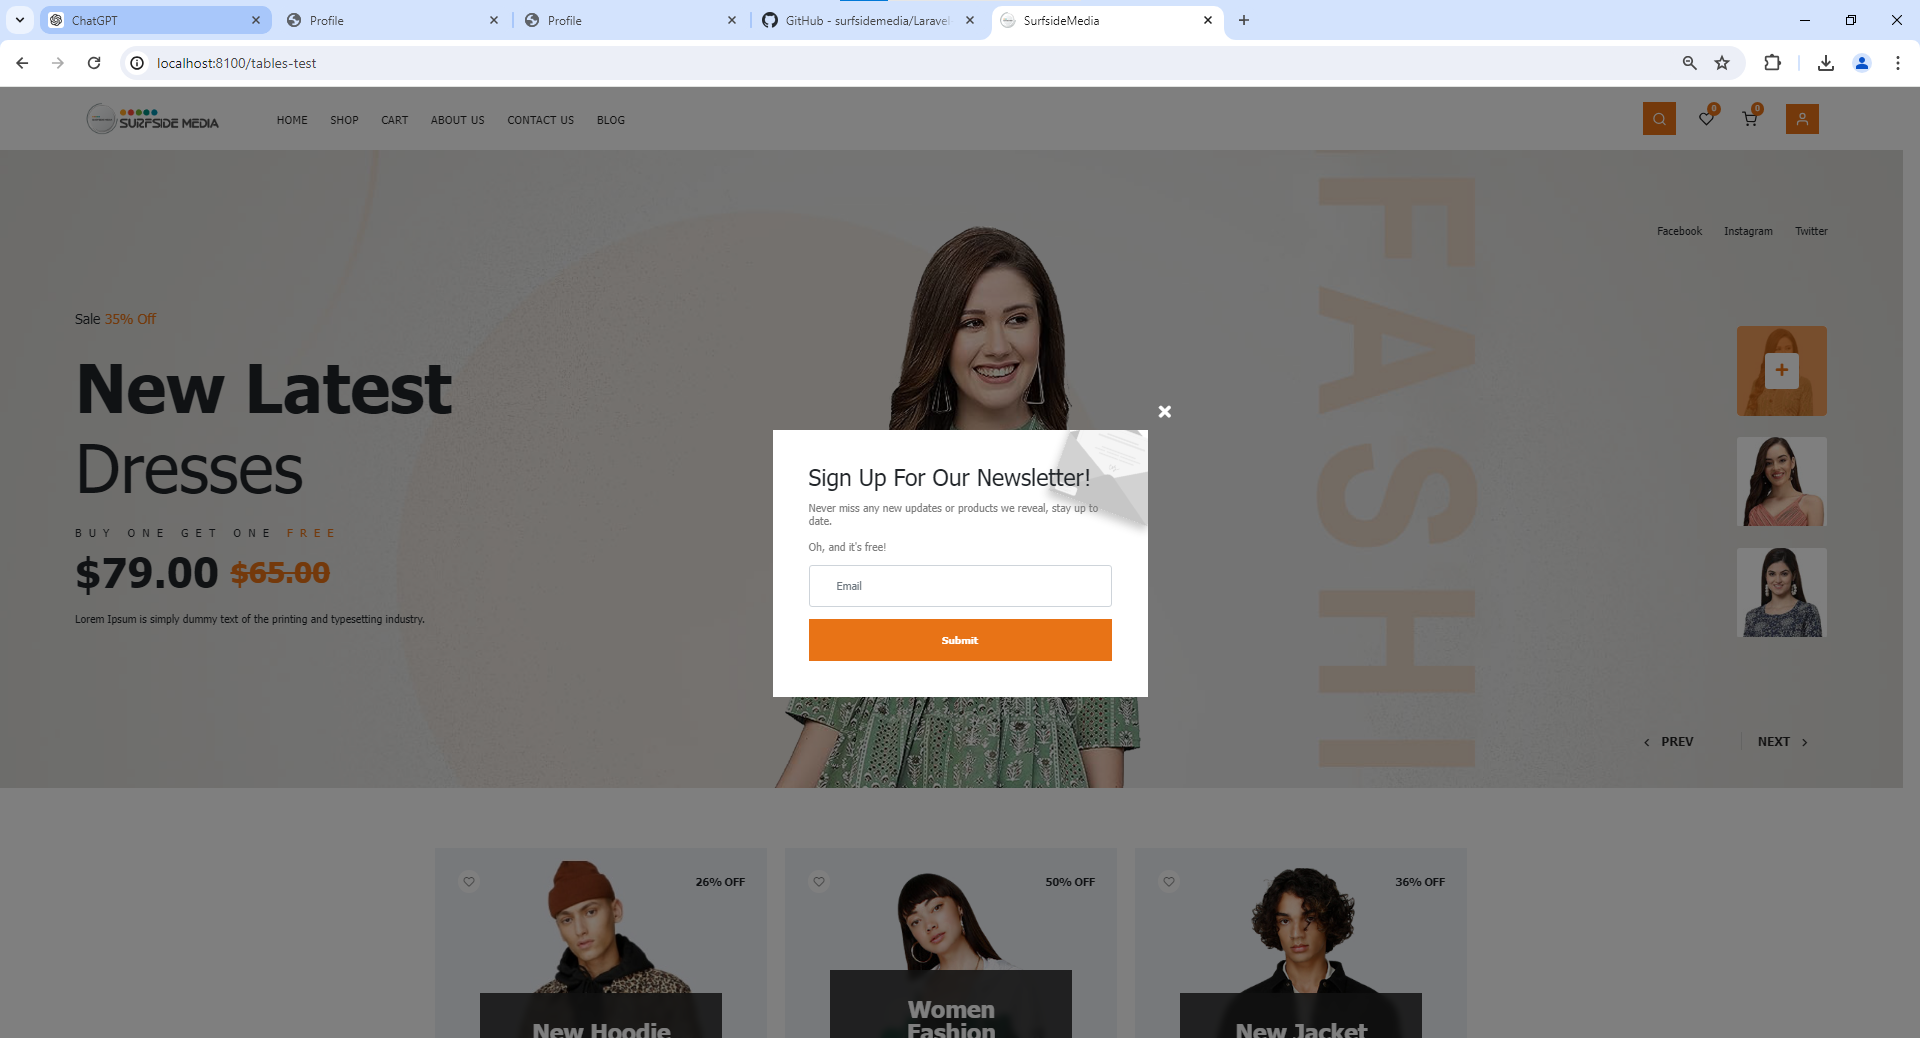 ChatGPT
Profile
Profile
GitHub - surfsidemedia/Laravel
SurfsideMedia
localhost:8100/tables-test
SURFSIDE MEDIA
HOME
SHOP
CART
ABOUT US
CONTACT US
BLOG
0
0
FASHI
Facebook
Instagram
Twitter
Sale 35% Off
New Latest
Dresses
BUY ONE GET ONE FREE
$79.00 $65.00
Lorem Ipsum is simply dummy text of the printing and typesetting industry.
Sign Up For Our Newsletter!
Never miss any new updates or products we reveal, stay up to
date.
Oh, and it's free!
Email
Submit
PREV
NEXT
26% OFF
50% OFF
36% OFF
New Hoodie
Women
Fashion
New Jacket